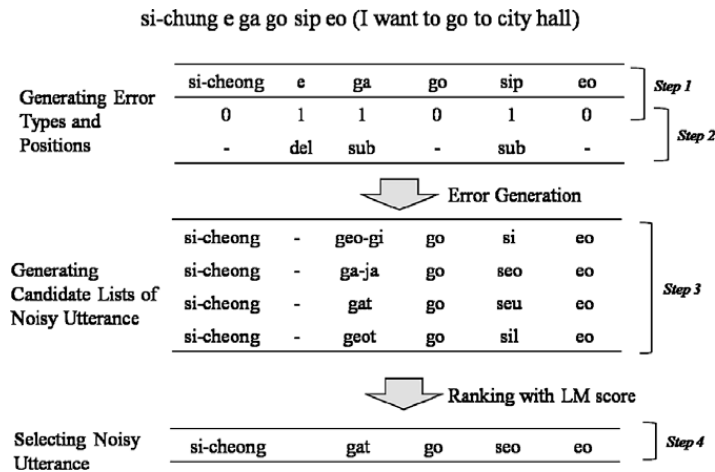 si-chung e ga go sip eo (I want to go to city hall)
si-cheong e ga go sip eo
Step 1
Generating Error
Types and
Positions
0 1 1 0 1 0
Step 2
- del sub - sub -
Error Generation
si-cheong - geo-gi go si eo
Generating
Candidate Lists of
Noisy Utterance
si-cheong - ga-ja go seo eo
Step 3
si-cheong - gat go seu eo
si-cheong - geot go sil eo
Ranking with LM score
Selecting Noisy
Utterance
si-cheong gat go seo eo
Step 4